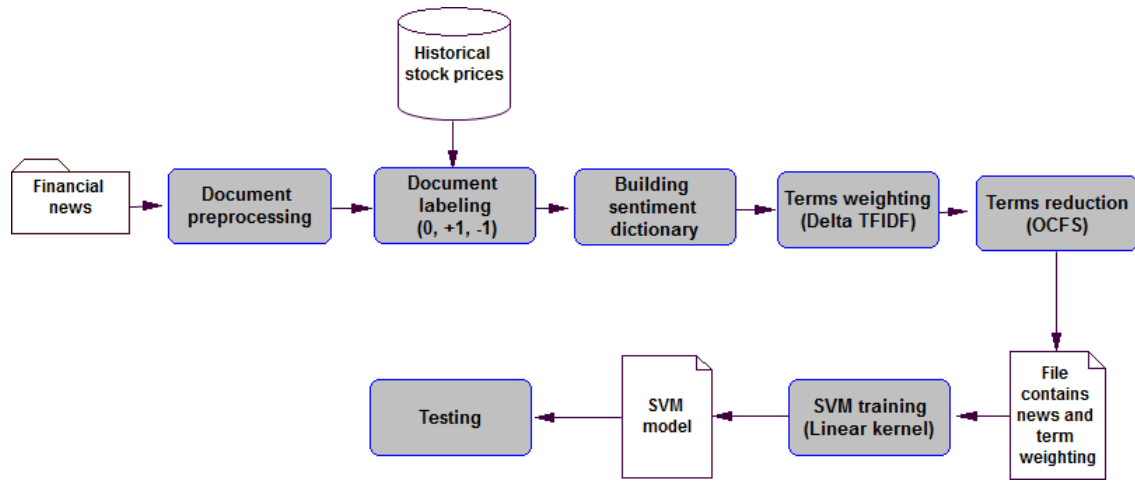 Historical
stock prices
Financial
news
Document
preprocessing
Document
labeling
(0, +1, -1)
Building
sentiment
dictionary
Terms weighting
(Delta TFIDF)
Terms reduction
(OCFS)
Testing
SVM
model
SVM training
(Linear kernel)
File
contains
news and
term
weighting